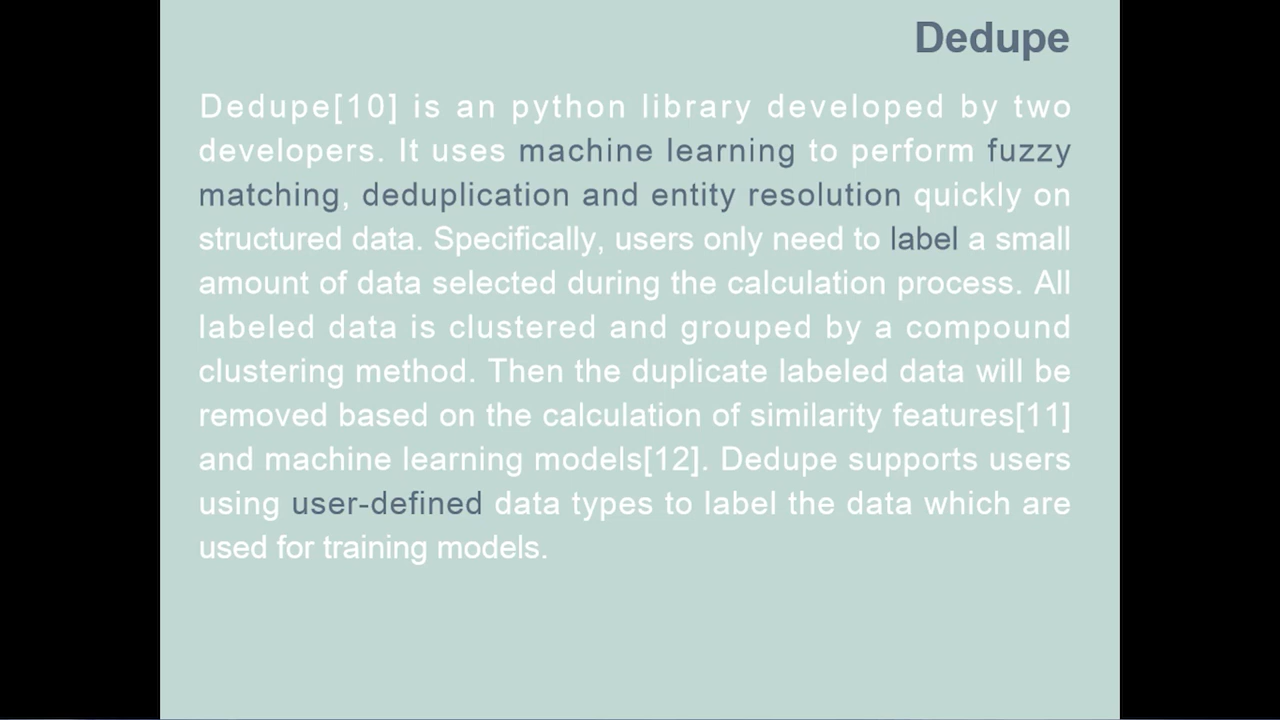 Dedupe
Dedupe[10] is an python library developed by two
developers. It uses machine learning to perform fuzzy
matching, deduplication and entity resolution quickly on
structured data. Specifically, users only need to label a small
amount of data selected during the calculation process. All
labeled data is clustered and grouped by a compound
clustering method. Then the duplicate labeled data will be
removed based on the calculation of similarity features[11]
and machine learning models[12]. Dedupe supports users
using user-defined data types to label the data which are
used for training models.